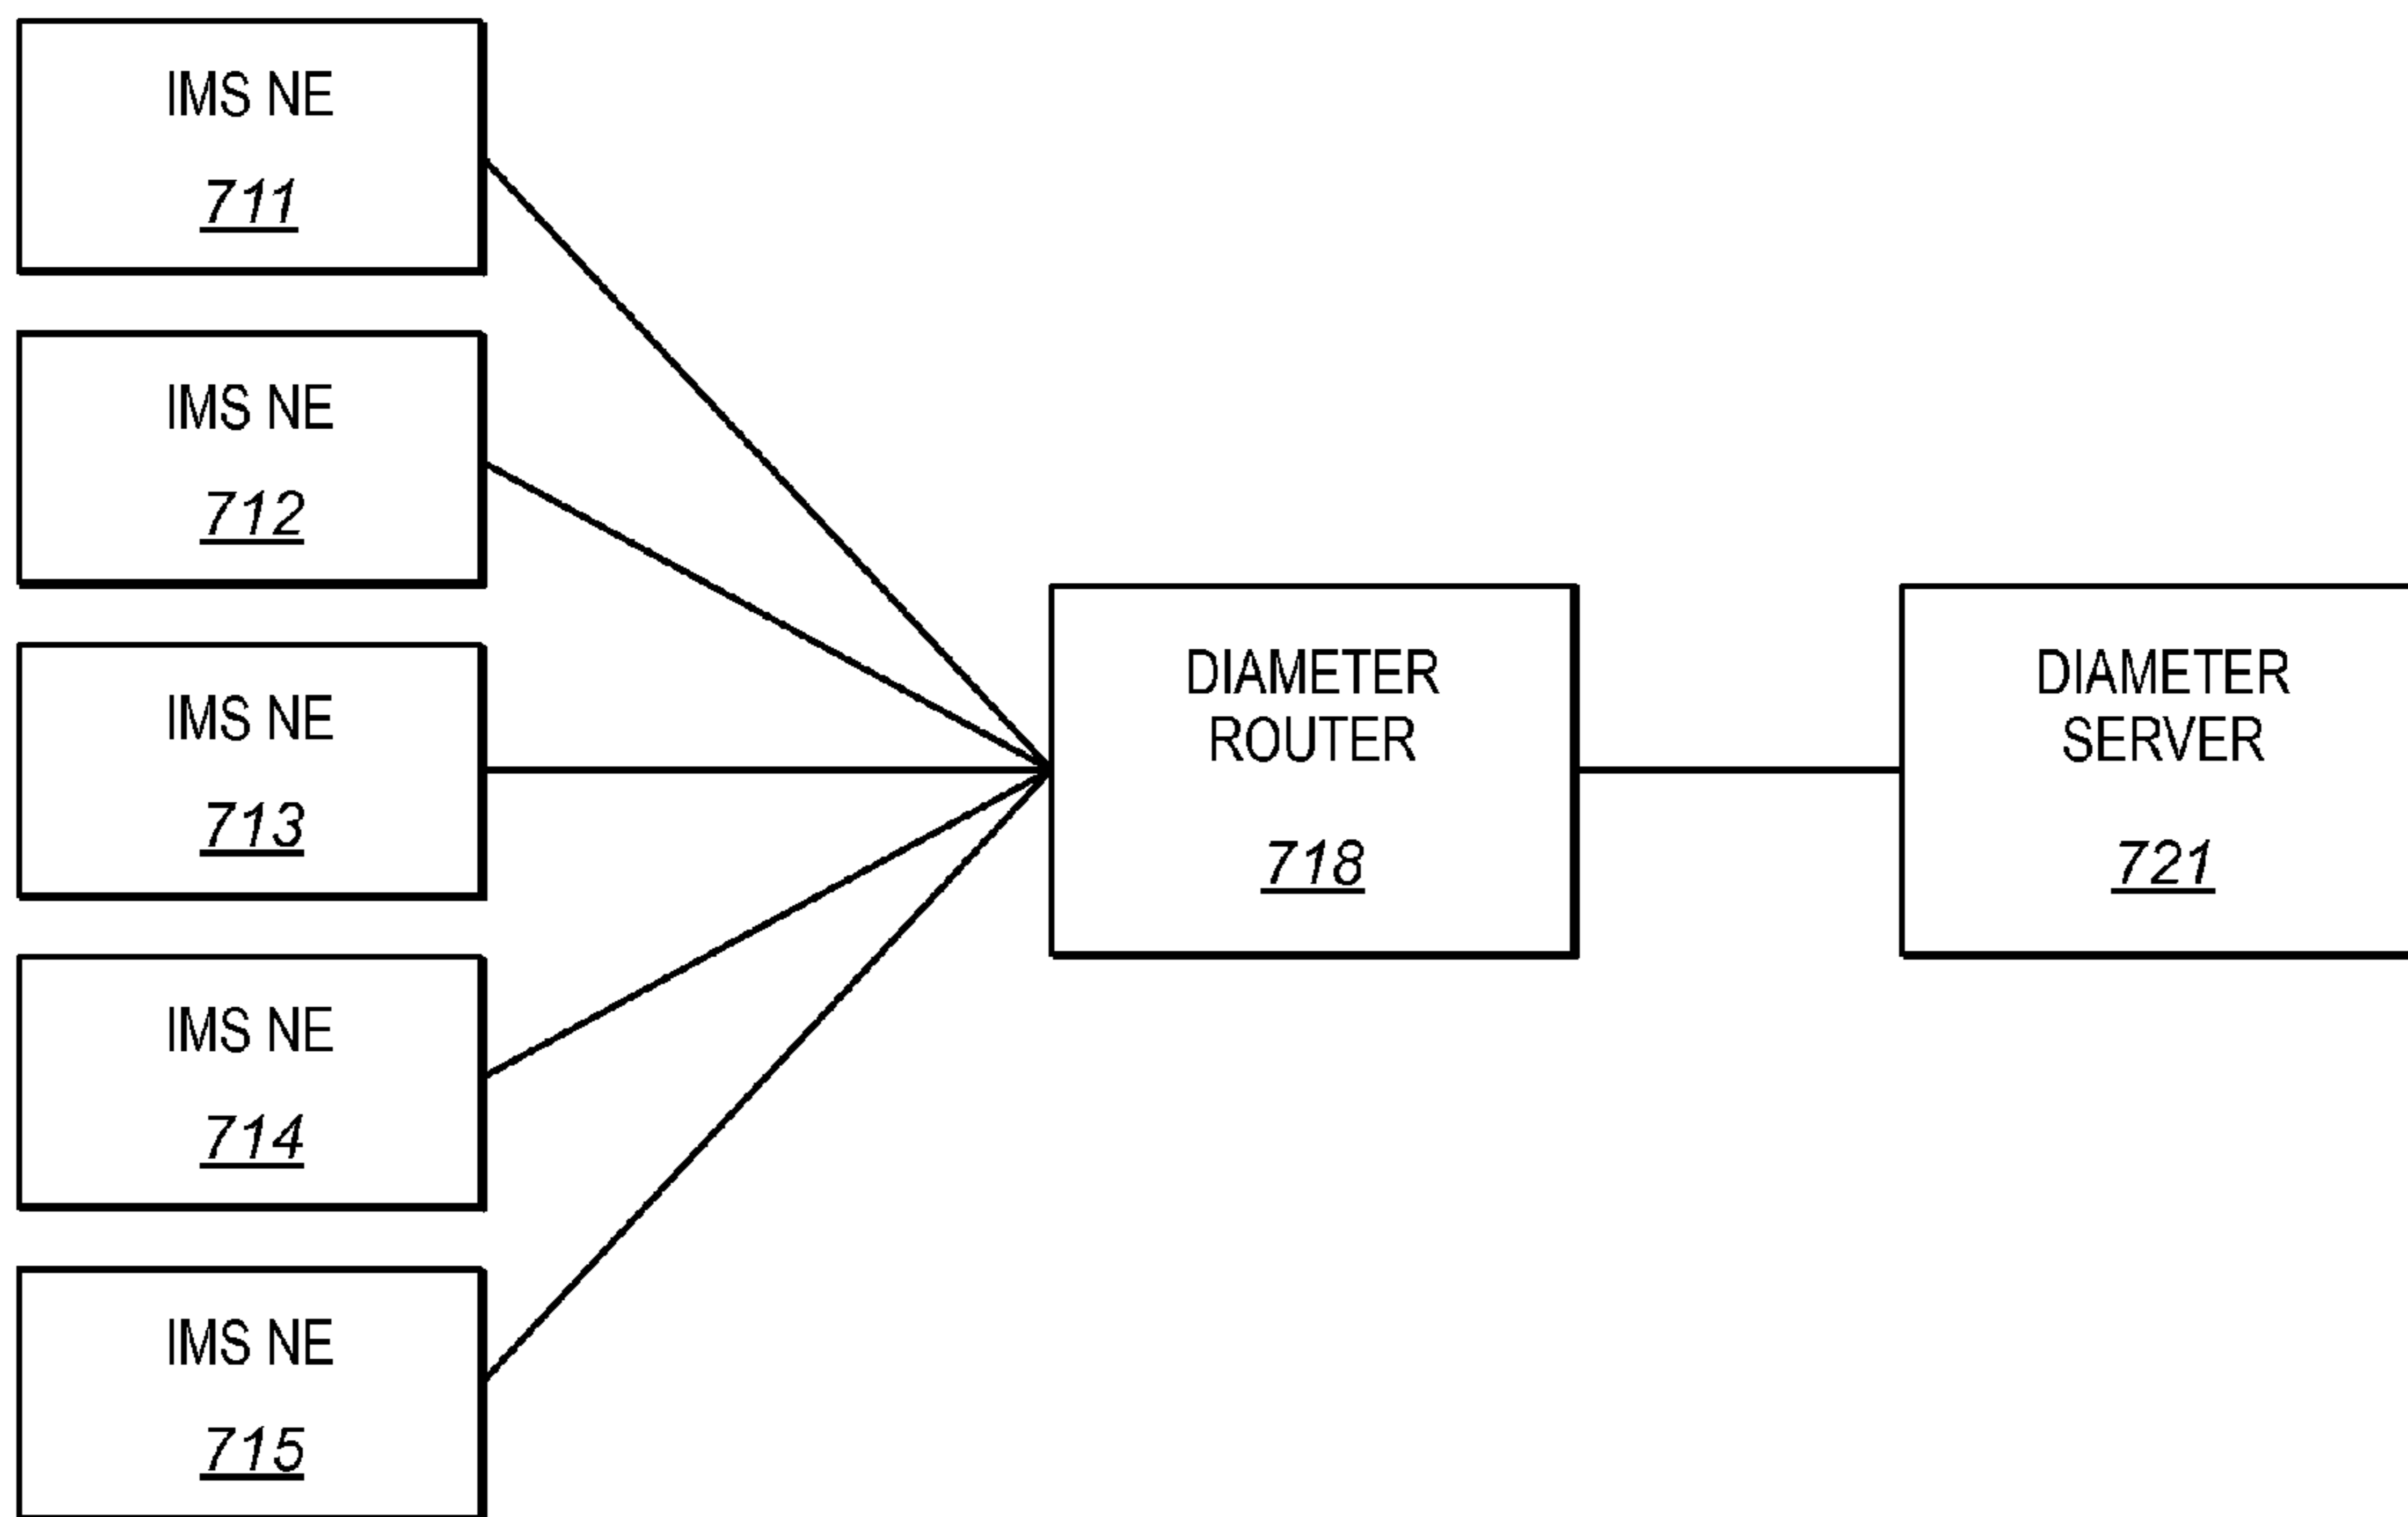 IMS NE
711
IMS NE
712
IMS NE
713
IMS NE
714
IMS NE
715
DIAMETER
ROUTER
718
DIAMETER
SERVER
721